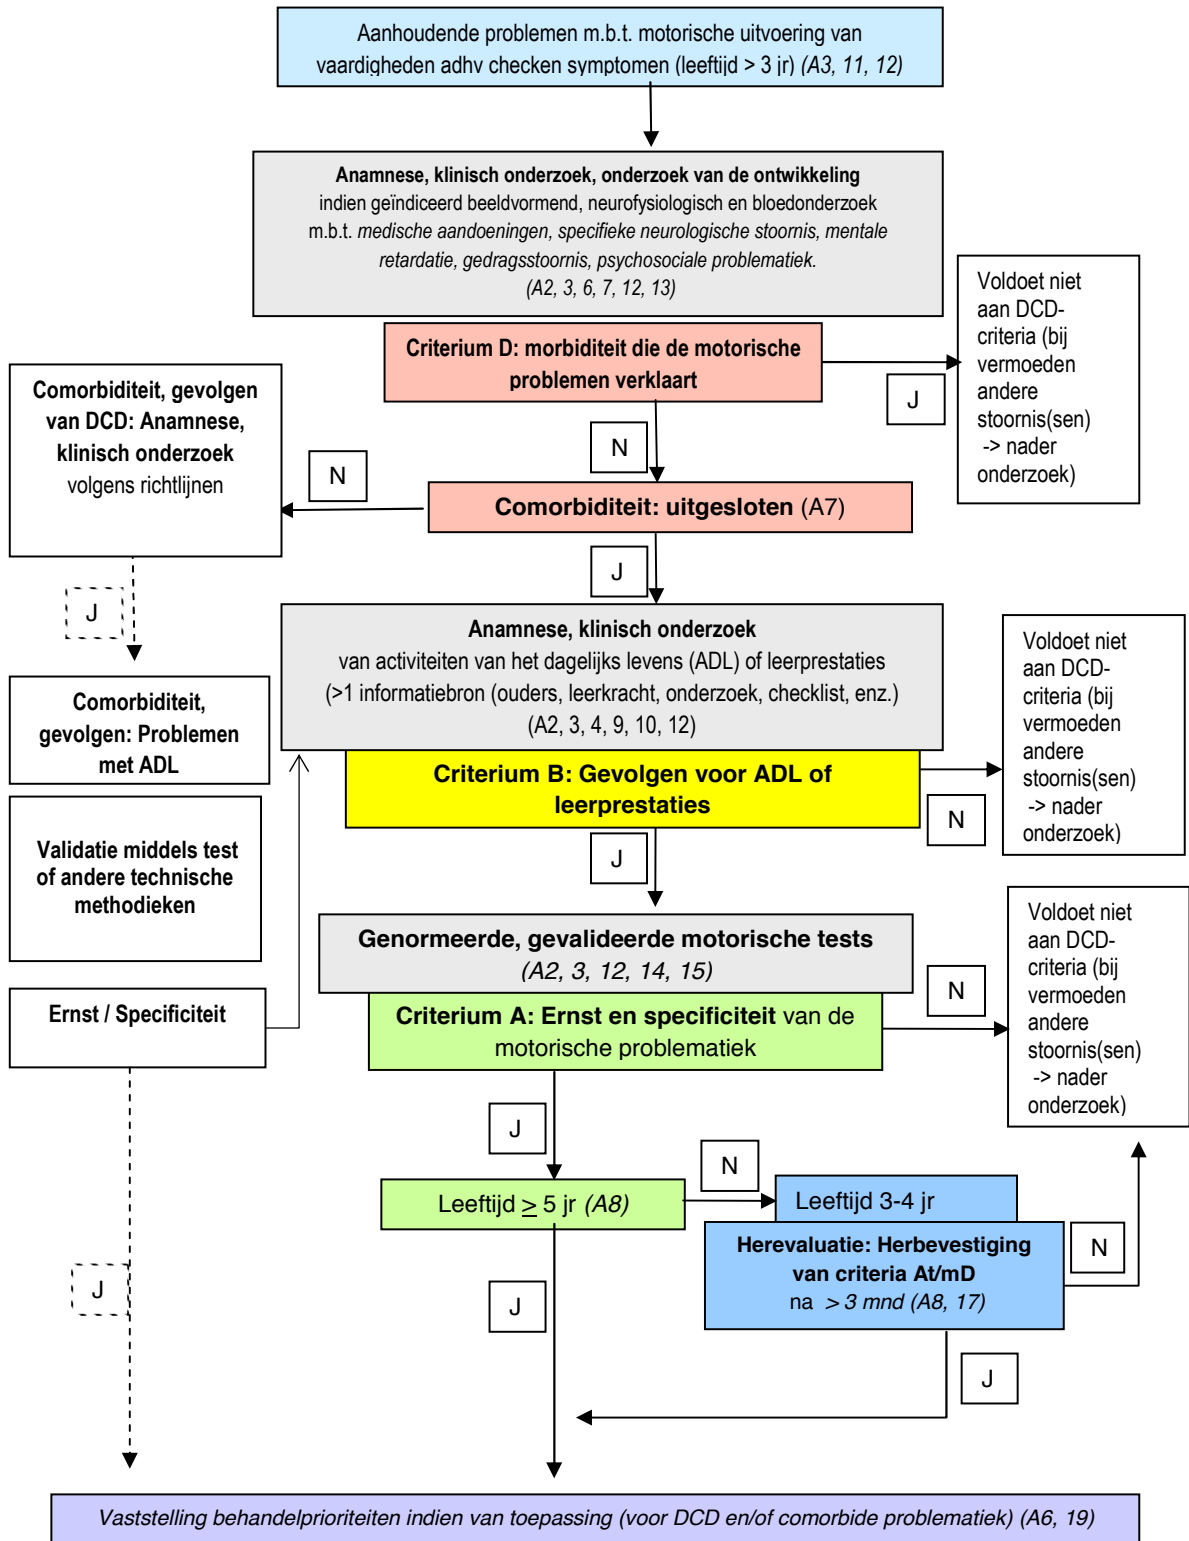 Aanhoudende problemen m.b.t. motorische uitvoering van
vaardigheden adhv checken symptomen (leeftijd > 3 jr) (A3, 11, 12)
Anamnese, klinisch onderzoek, onderzoek van de ontwikkeling
indien geïndiceerd beeldvormend, neurofysiologisch en bloedonderzoek
m.b.t. medische aandoeningen, specifieke neurologische stoornis, mentale
retardatie, gedragsstoornis, psychosociale problematiek.
(A2, 3, 6, 7, 12, 13)
Criterium D: morbiditeit die de motorische
problemen verklaart
J
Voldoet niet
aan DCD-
criteria (bij
vermoeden
andere
stoornis(sen)
-> nader
onderzoek)
N
Comorbiditeit: uitgesloten (A7)
N
Comorbiditeit, gevolgen
van DCD: Anamnese,
klinisch onderzoek
volgens richtlijnen
J
J
Anamnese, klinisch onderzoek
van activiteiten van het dagelijks levens (ADL) of leerprestaties
(>1 informatiebron (ouders, leerkracht, onderzoek, checklist, enz.)
(A2, 3, 4, 9, 10, 12)
Criterium B: Gevolgen voor ADL of
leerprestaties
N
Voldoet niet
aan DCD-
criteria (bij
vermoeden
andere
stoornis(sen)
-> nader
onderzoek)
Comorbiditeit,
gevolgen: Problemen
met ADL
Validatie middels test
of andere technische
methodieken
Ernst / Specificiteit
J
Genormeerde, gevalideerde motorische tests
(A2, 3, 12, 14, 15)
Criterium A: Ernst en specificiteit van de
motorische problematiek
N
Voldoet niet
aan DCD-
criteria (bij
vermoeden
andere
stoornis(sen)
-> nader
onderzoek)
J
Leeftijd ≥ 5 jr (A8)
N
Leeftijd 3-4 jr
Herevaluatie: Herbevestiging
van criteria At/mD
na > 3 mnd (A8, 17)
N
J
J
J
Vaststelling behandelprioriteiten indien van toepassing (voor DCD en/of comorbide problematiek) (A6, 19)